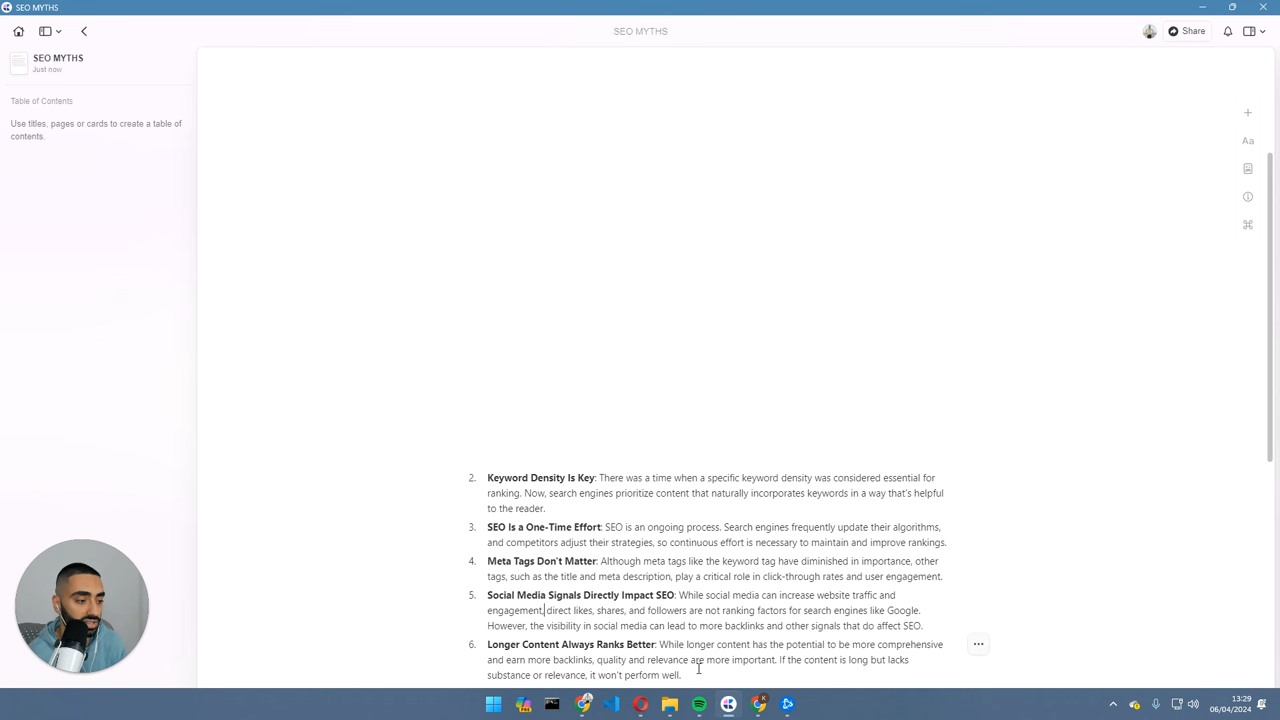 SEO MYTHS
SEO MYTHS
Share
SEO MYTHS
Just now
Table of Contents
Use titles, pages or cards to create a table of
contents.
Aa
2. Keyword Density Is Key: There was a time when a specific keyword density was considered essential for
ranking. Now, search engines prioritize content that naturally incorporates keywords in a way that's helpful
to the reader.
3. SEO Is a One-Time Effort: SEO is an ongoing process. Search engines frequently update their algorithms,
and competitors adjust their strategies, so continuous effort is necessary to maintain and improve rankings.
4. Meta Tags Don't Matter: Although meta tags like the keyword tag have diminished in importance, other
tags, such as the title and meta description, play a critical role in click-through rates and user engagement.
5. Social Media Signals Directly Impact SEO: While social media can increase website traffic and
engagement, direct likes, shares, and followers are not ranking factors for search engines like Google.
However, the visibility in social media can lead to more backlinks and other signals that do affect SEO.
6. Longer Content Always Ranks Better: While longer content has the potential to be more comprehensive
and earn more backlinks, quality and relevance are more important. If the content is long but lacks
substance or relevance, it won't perform well.
PRE
K
13:29
06/04/2024